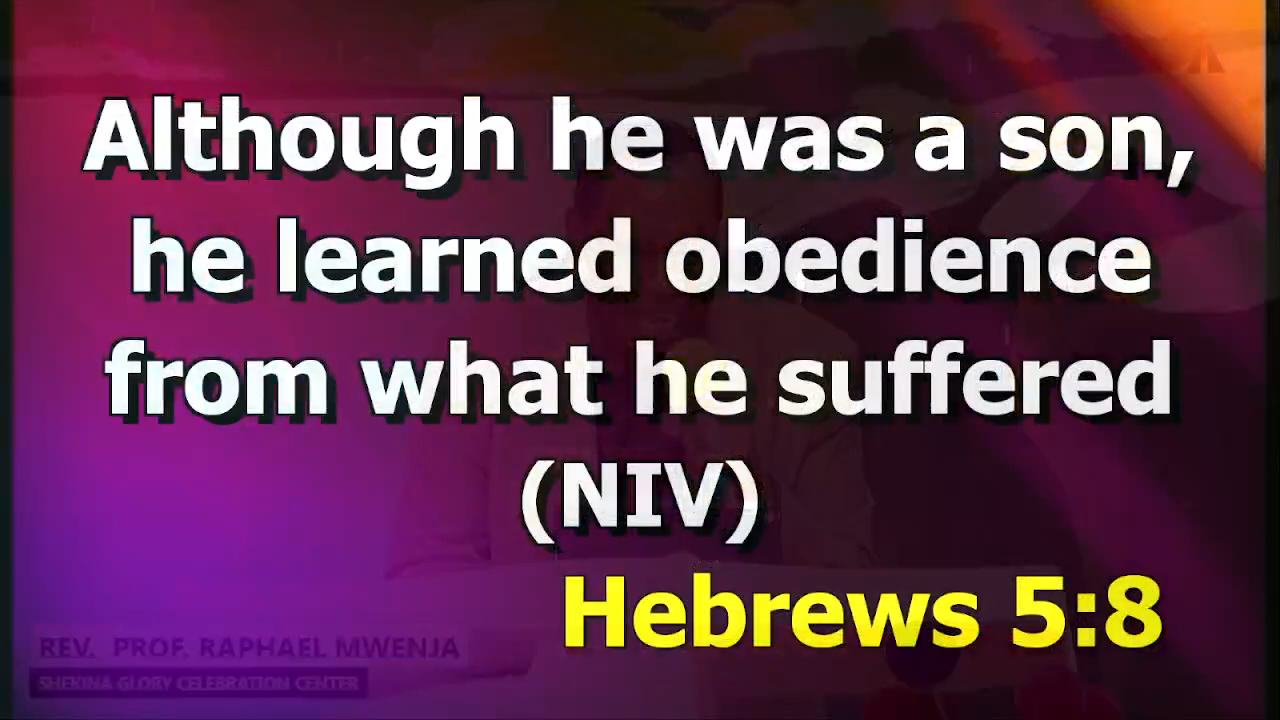 Although he was a son,
he learned obedience
from what he suffered
(NIV)
Hebrews 5:8
REV. PROF. RAPHAEL MWENJA
SHEKINA GLORY CELEBRATION CENTER